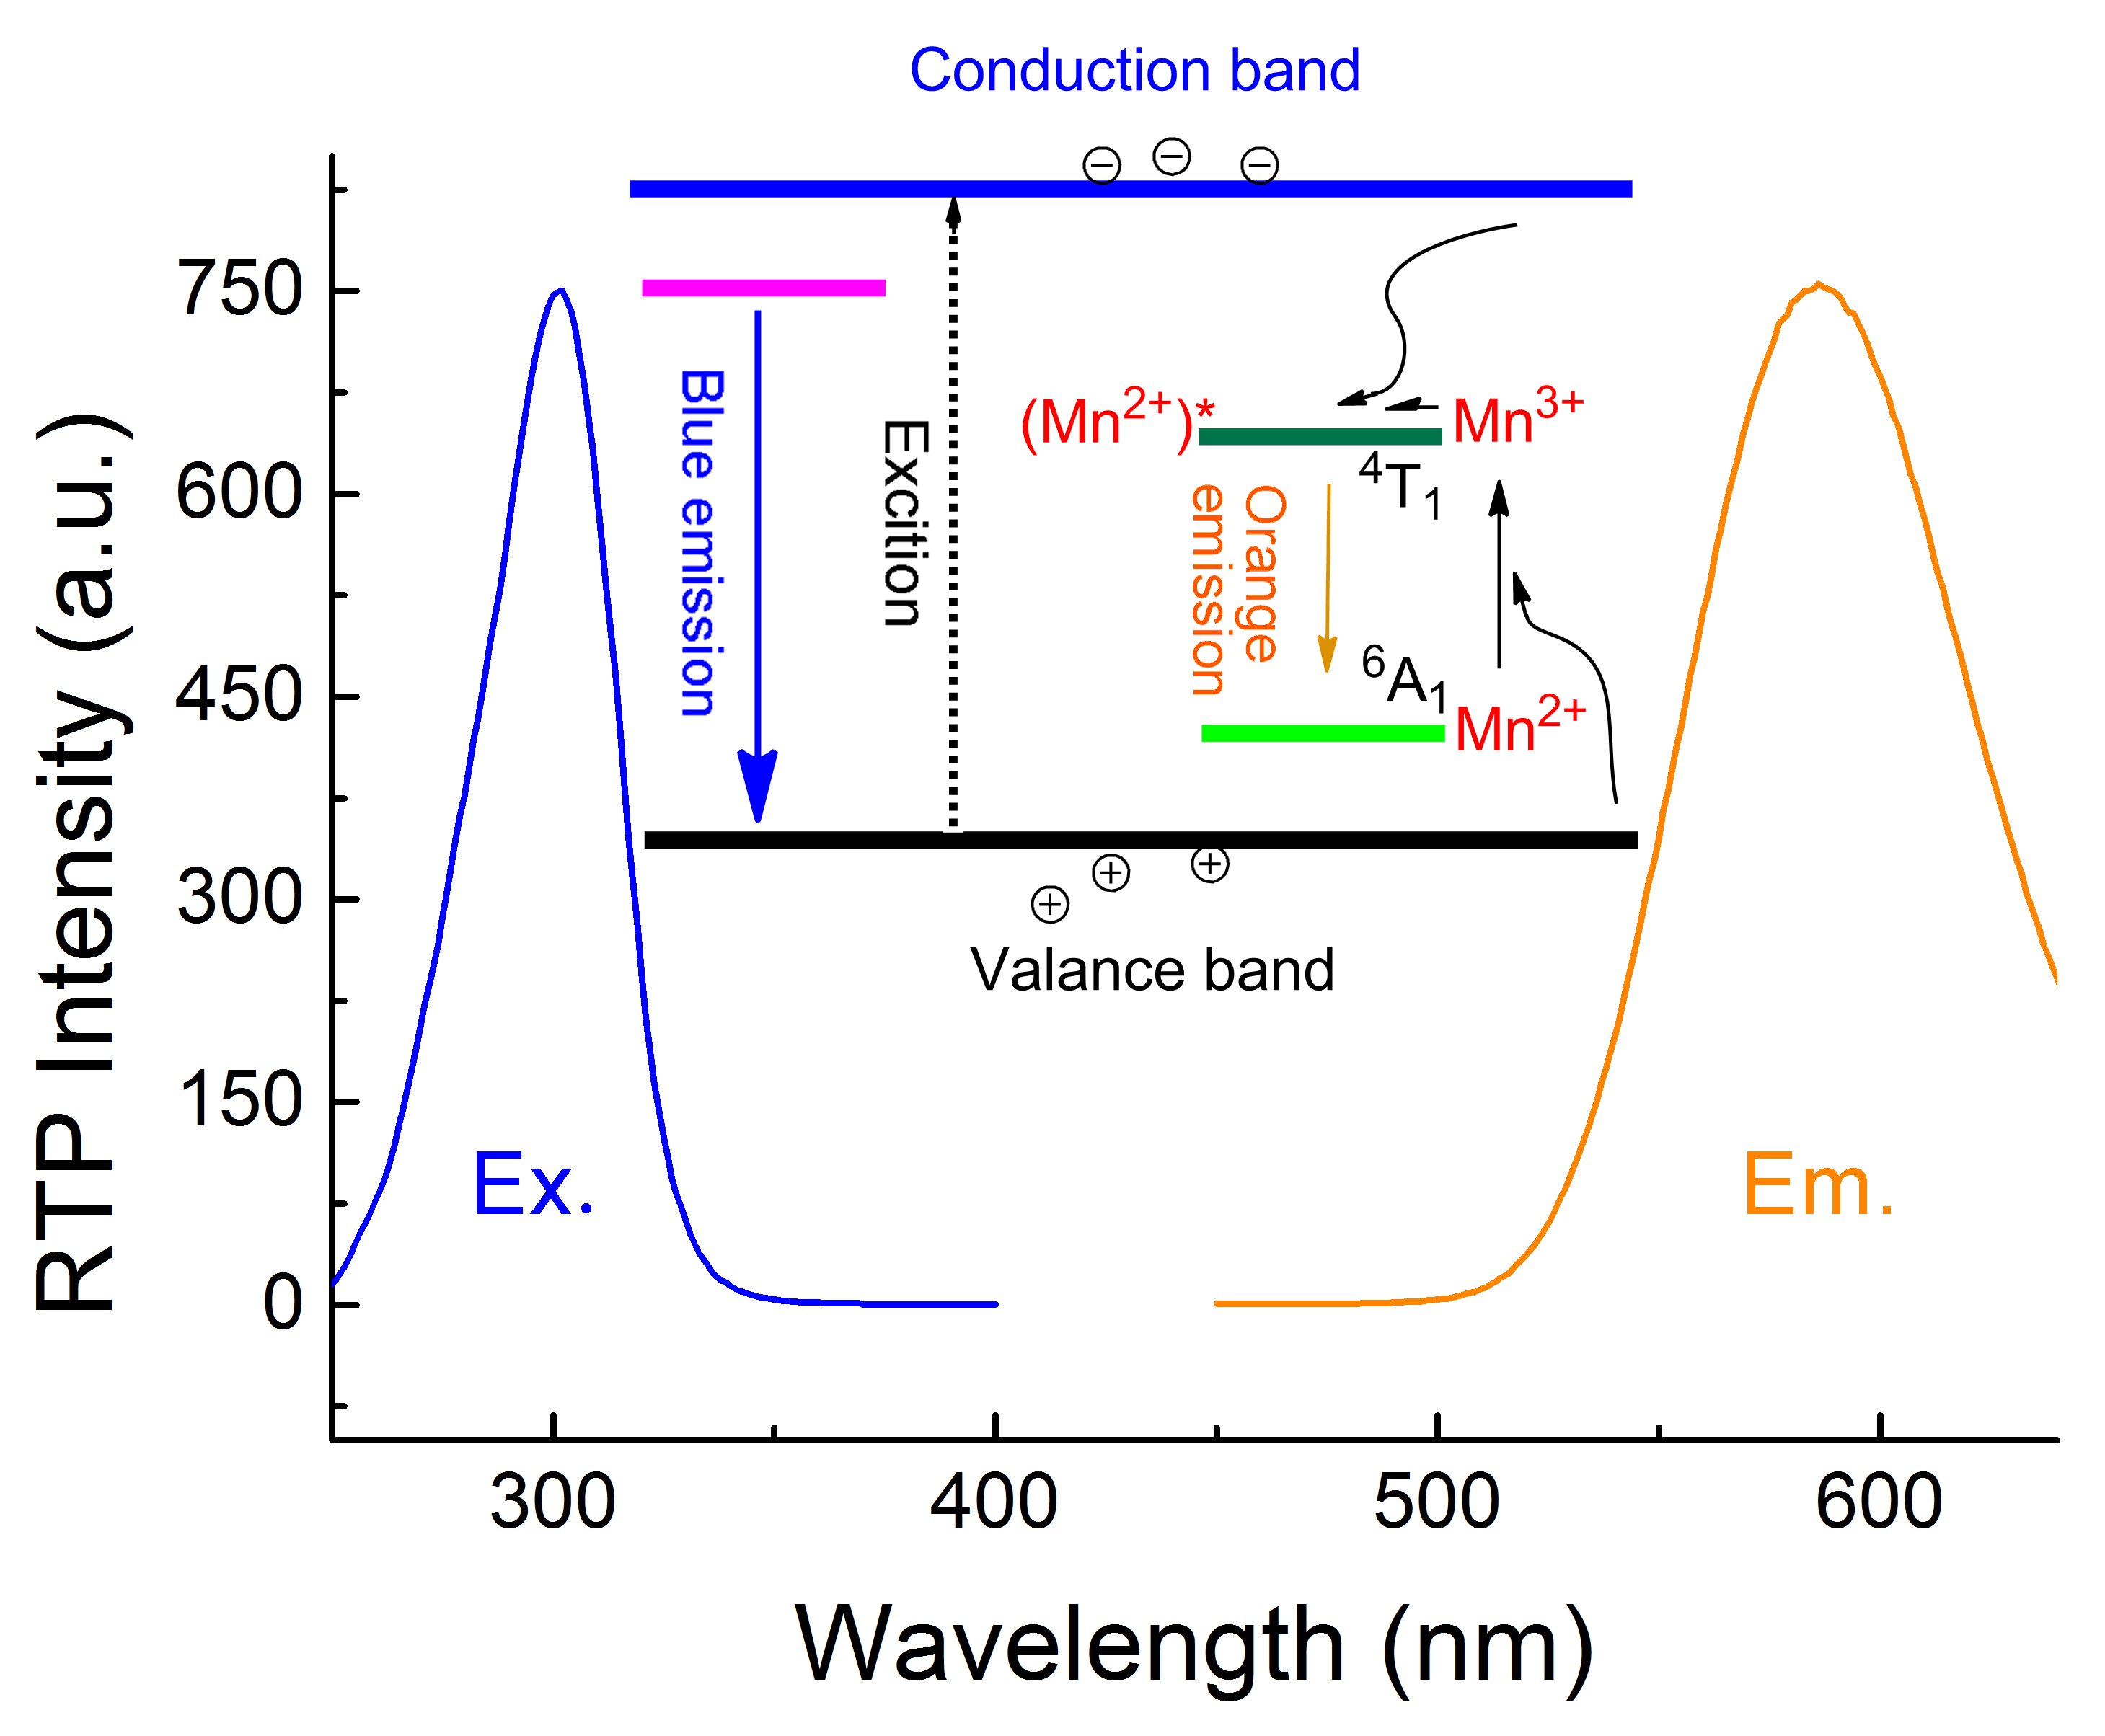 Conduction band
RTP Intensity (a.u.)
750
600
450
300
150
0
Blue emission
Excition
(Mn²⁺)*
Mn³⁺
⁴T₁
Orange
emission
⁶A₁
Mn²⁺
Valance band
Ex.
Em.
300
400
500
600
Wavelength (nm)